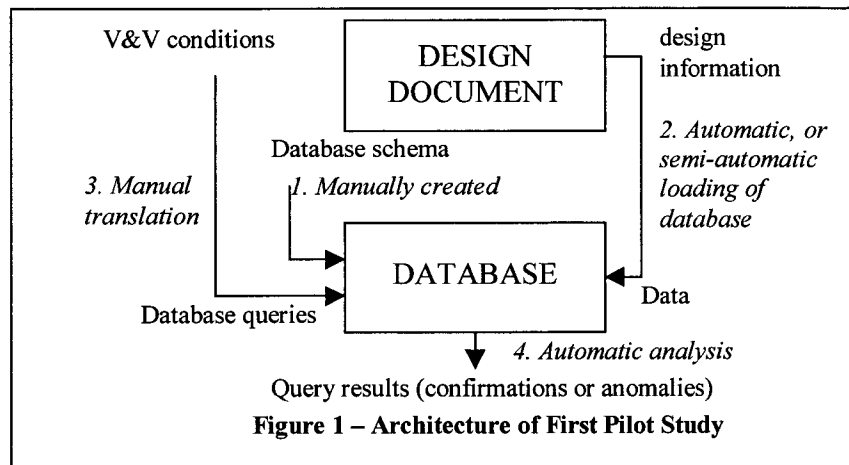 V&V conditions
DESIGN
DOCUMENT
design
information
Database schema
1. Manually created
2. Automatic, or
semi-automatic
loading of
database
3. Manual
translation
DATABASE
Database queries
Data
4. Automatic analysis
Query results (confirmations or anomalies)
Figure 1 – Architecture of First Pilot Study